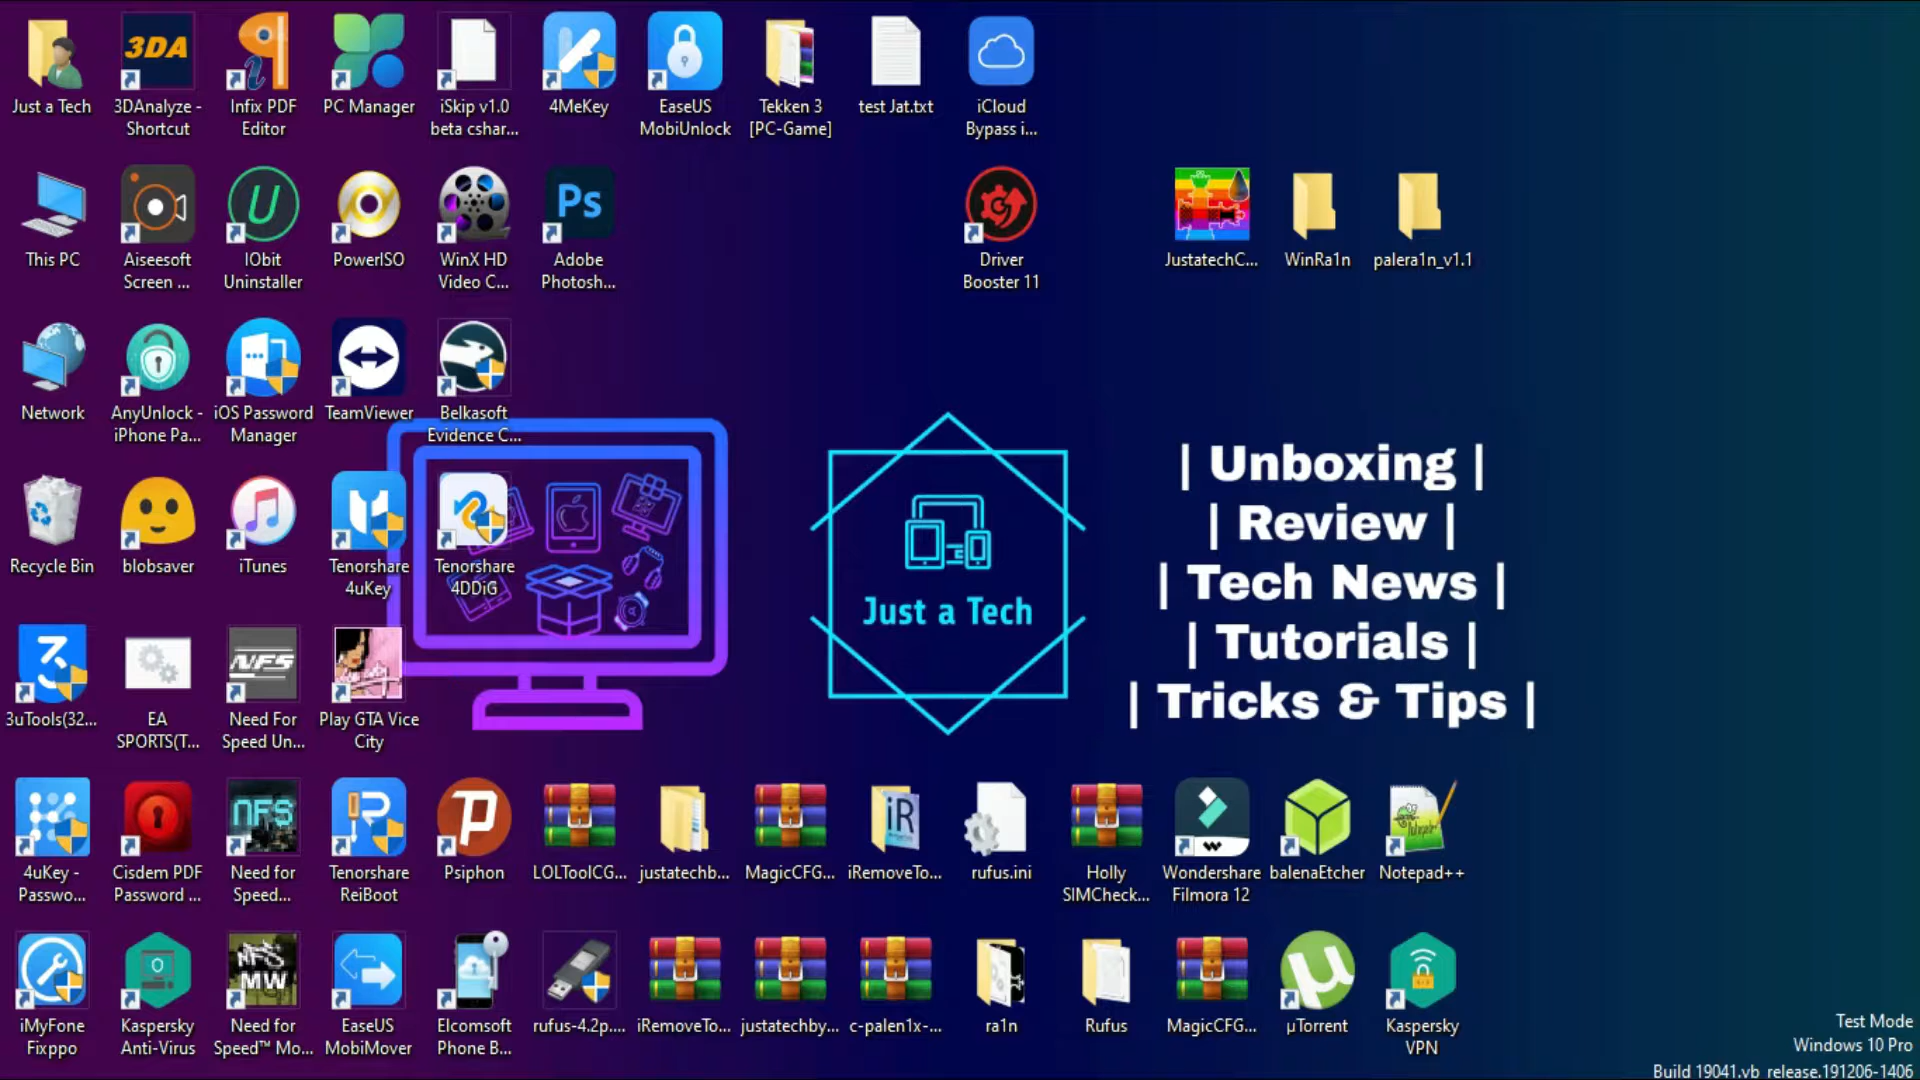 Just a Tech
3DA
3DAnalyze -
Shortcut
Infix PDF
Editor
PC Manager
iSkip v1.0
beta cshar...
4MeKey
EaseUS
MobiUnlock
Tekken 3
[PC-Game]
test Jat.txt
iCloud
Bypass i...
This PC
Aiseesoft
Screen ...
IObit
Uninstaller
PowerISO
WinX HD
Video C...
Ps
Adobe
Photosh...
Driver
Booster 11
JustatechC...
WinRa1n
palera1n_v1.1
Network
AnyUnlock -
iPhone Pa...
iOS Password
Manager
TeamViewer
Belkasoft
Evidence C...
Recycle Bin
blobsaver
iTunes
Tenorshare
4uKey
Tenorshare
4DDiG
Just a Tech
| Unboxing |
| Review |
| Tech News |
| Tutorials |
| Tricks & Tips |
3uTools(32...
EA
SPORTS(T...
NFS
Need For
Speed Un...
Play GTA Vice
City
4uKey -
Passwo...
Cisdem PDF
Password ...
NFS
Need for
Speed...
Tenorshare
ReiBoot
Psiphon
LOLToolCG...
justatechb...
MagicCFG...
iR
iRemoveTo...
rufus.ini
Holly
SIMCheck...
Wondershare
Filmora 12
balenaEtcher
Notepad++
iMyFone
Fixppo
Kaspersky
Anti-Virus
NFS
MW
Need for
Speed™ Mo...
EaseUS
MobiMover
Elcomsoft
Phone B...
rufus-4.2p....
iRemoveTo...
justatechby...
c-palen1x-...
ra1n
Rufus
MagicCFG...
µTorrent
Kaspersky
VPN
Test Mode
Windows 10 Pro
Build 19041.vb_release.191206-1406